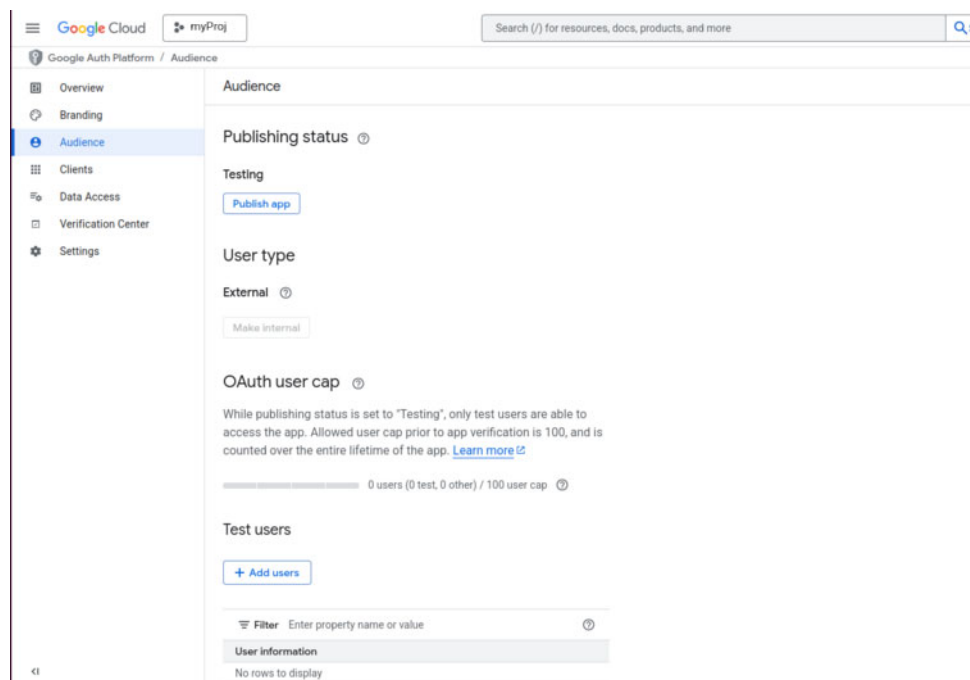 Google Cloud
myProj
Search (/) for resources, docs, products, and more
Google Auth Platform / Audience
Overview
Branding
Audience
Clients
Data Access
Verification Center
Settings
Audience
Publishing status
Testing
Publish app
User type
External
Make internal
OAuth user cap
While publishing status is set to "Testing", only test users are able to
access the app. Allowed user cap prior to app verification is 100, and is
counted over the entire lifetime of the app. Learn more
0 users (0 test, 0 other) / 100 user cap
Test users
+ Add users
Filter Enter property name or value
User information
No rows to display